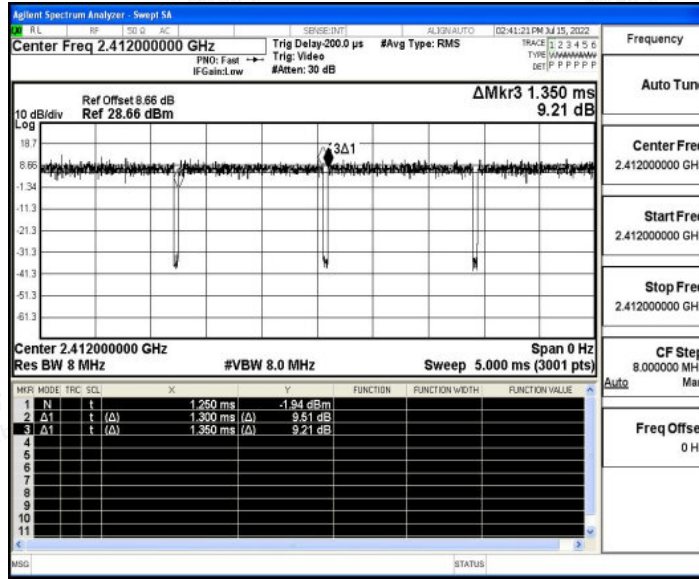 Agilent Spectrum Analyzer - Swept SA
RL RF 50 Ω AC SENSE:INT ALIGN AUTO 02:41:21 PM Jul 15, 2022
Center Freq 2.412000000 GHz
PNO: Fast
IFGain:Low
Trig Delay-200.0 µs
Trig: Video
#Atten: 30 dB
#Avg Type: RMS
TRACE 1 2 3 4 5 6
TYPE
DET P P P P P P
Ref Offset 8.66 dB
10 dB/div Ref 28.66 dBm
Log
ΔMkr3 1.350 ms
9.21 dB
3Δ1
18.7
8.66
-1.34
-11.3
-21.3
-31.3
-41.3
-51.3
-61.3
Center 2.412000000 GHz Span 0 Hz
Res BW 8 MHz #VBW 8.0 MHz Sweep 5.000 ms (3001 pts)
MKR MODE TRC SCL X Y FUNCTION FUNCTION WIDTH FUNCTION VALUE
1 N t 1.250 ms -1.94 dBm
2 Δ1 t (Δ) 1.300 ms (Δ) 9.51 dB
3 Δ1 t (Δ) 1.350 ms (Δ) 9.21 dB
4
5
6
7
8
9
10
11
MSG STATUS
Frequency
Auto Tun
Center Fre
2.412000000 GH
Start Fre
2.412000000 GH
Stop Fre
2.412000000 GH
CF Ste
8.000000 MH
Auto Ma
Freq Offse
0 H